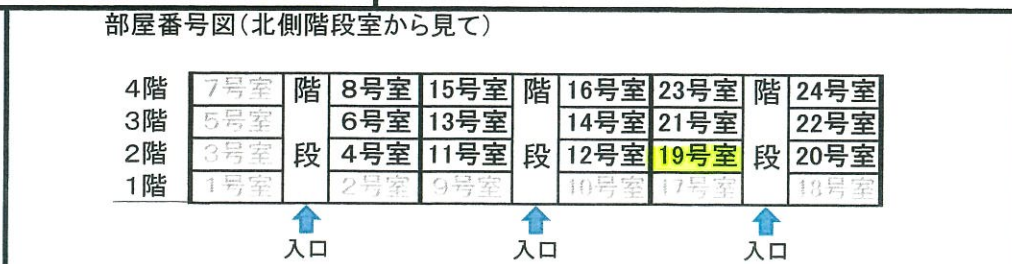 部屋番号図(北側階段室から見て)
4階 7号室 階 8号室 15号室 階 16号室 23号室 階 24号室
3階 5号室 6号室 13号室 14号室 21号室 22号室
2階 3号室 段 4号室 11号室 段 12号室 19号室 段 20号室
1階 1号室 2号室 9号室 10号室 17号室 18号室
入口 入口 入口